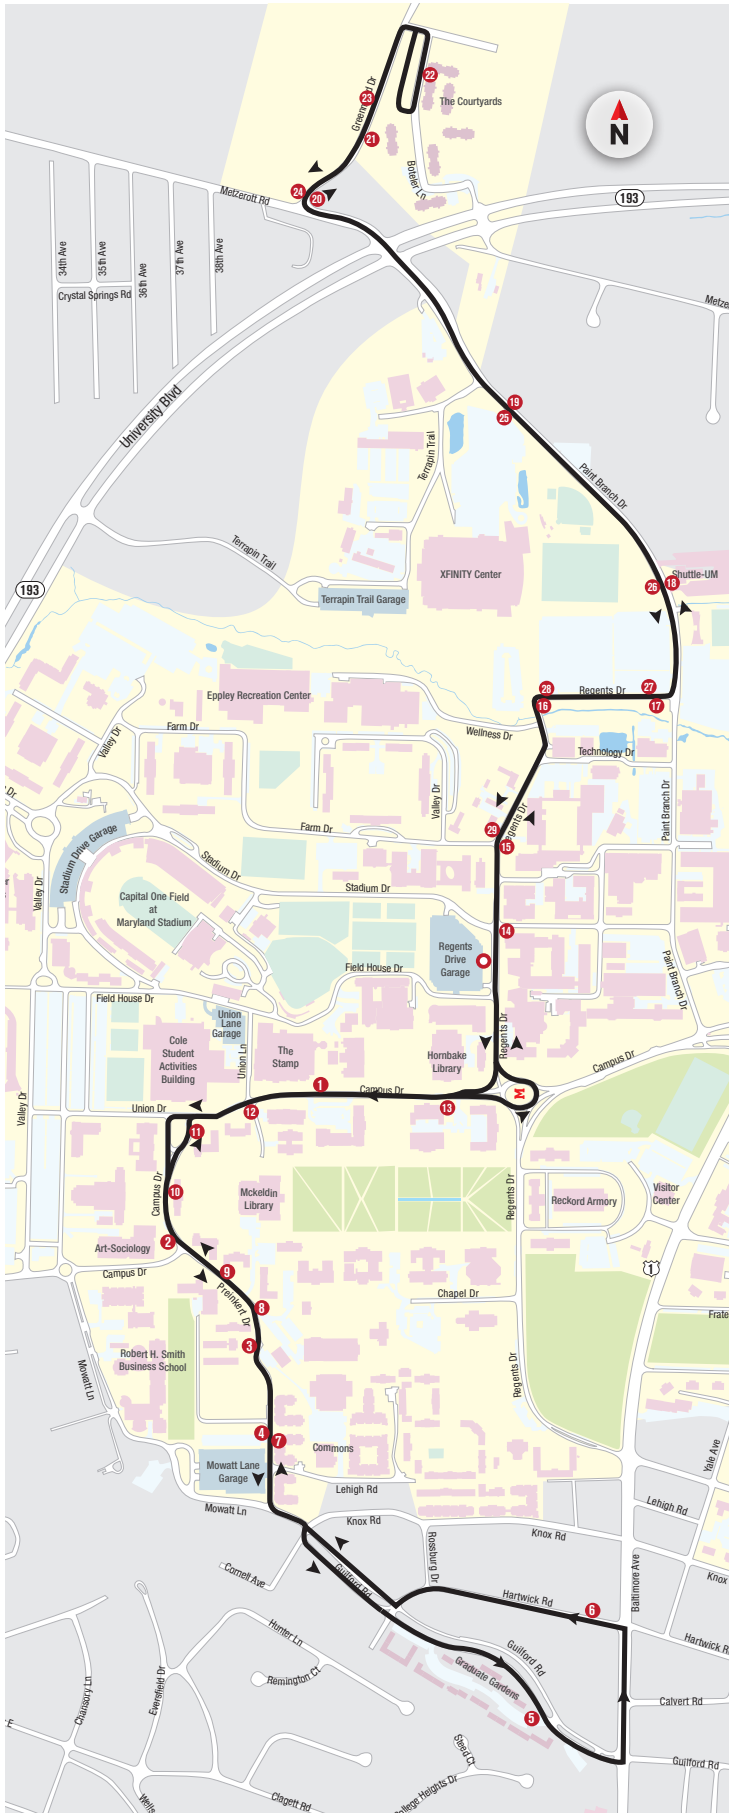 22
23
The Courtyards
Greenmead Dr
N
21
Boteler Ln
24
20
Metzerott Rd
193
34th Ave
35th Ave
36th Ave
37th Ave
38th Ave
Crystal Springs Rd
Metze
University Blvd
19
25
Terrapin Trail
Paint Branch Dr
Terrapin Trail
XFINITY Center
26
18
Shuttle-UM
193
Terrapin Trail Garage
Eppley Recreation Center
28
Regents Dr
27
16
17
Farm Dr
Valley Dr
Wellness Dr
Technology Dr
Valley Dr
Paint Branch Dr
Stadium Drive Garage
Farm Dr
29
Regents Dr
15
Stadium Dr
Valley Dr
Stadium Dr
Capital One Field
at
Maryland Stadium
14
Regents
Drive
Garage
Field House Dr
Paint Branch Dr
Field House Dr
Union
Lane
Garage
Regents Dr
Cole
Student
Activities
Building
Union Ln
The
Stamp
Hornbake
Library
Campus Dr
1
Campus Dr
M
Valley Dr
Union Dr
12
13
11
10
Campus Dr
Mckeldin
Library
Regents Dr
Reckord Armory
Visitor
Center
2
Art-Sociology
Campus Dr
9
1
Preinkert Dr
8
Chapel Dr
Frate
3
Robert H. Smith
Business School
Mowatt Ln
Regents Dr
4
7
Commons
Yale Ave
Mowatt Lane
Garage
Lehigh Rd
Lehigh Rd
Mowatt Ln
Knox Rd
Knox Rd
Rossburg Dr
Baltimore Ave
Knox
Cornell Ave
Guilford Rd
Hartwick Rd
6
Hartwick R
Hunter Ln
Guilford Rd
Graduate Gardens
Remington Ct
Chansory Ln
Eversfield Dr
5
Calvert Rd
E
Steed Ct
Guilford Rd
College Heights Dr
Clagett Rd
Wells